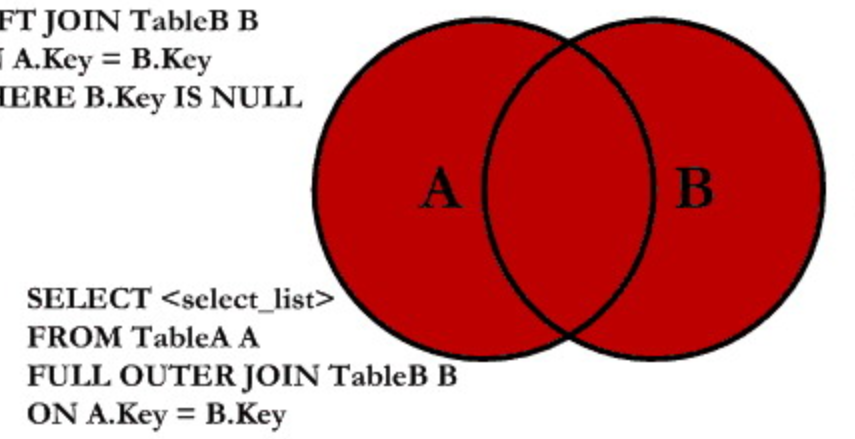 FT JOIN TableB B
A.Key = B.Key
HERE B.Key IS NULL
A
B
SELECT <select_list>
FROM TableA A
FULL OUTER JOIN TableB B
ON A.Key = B.Key